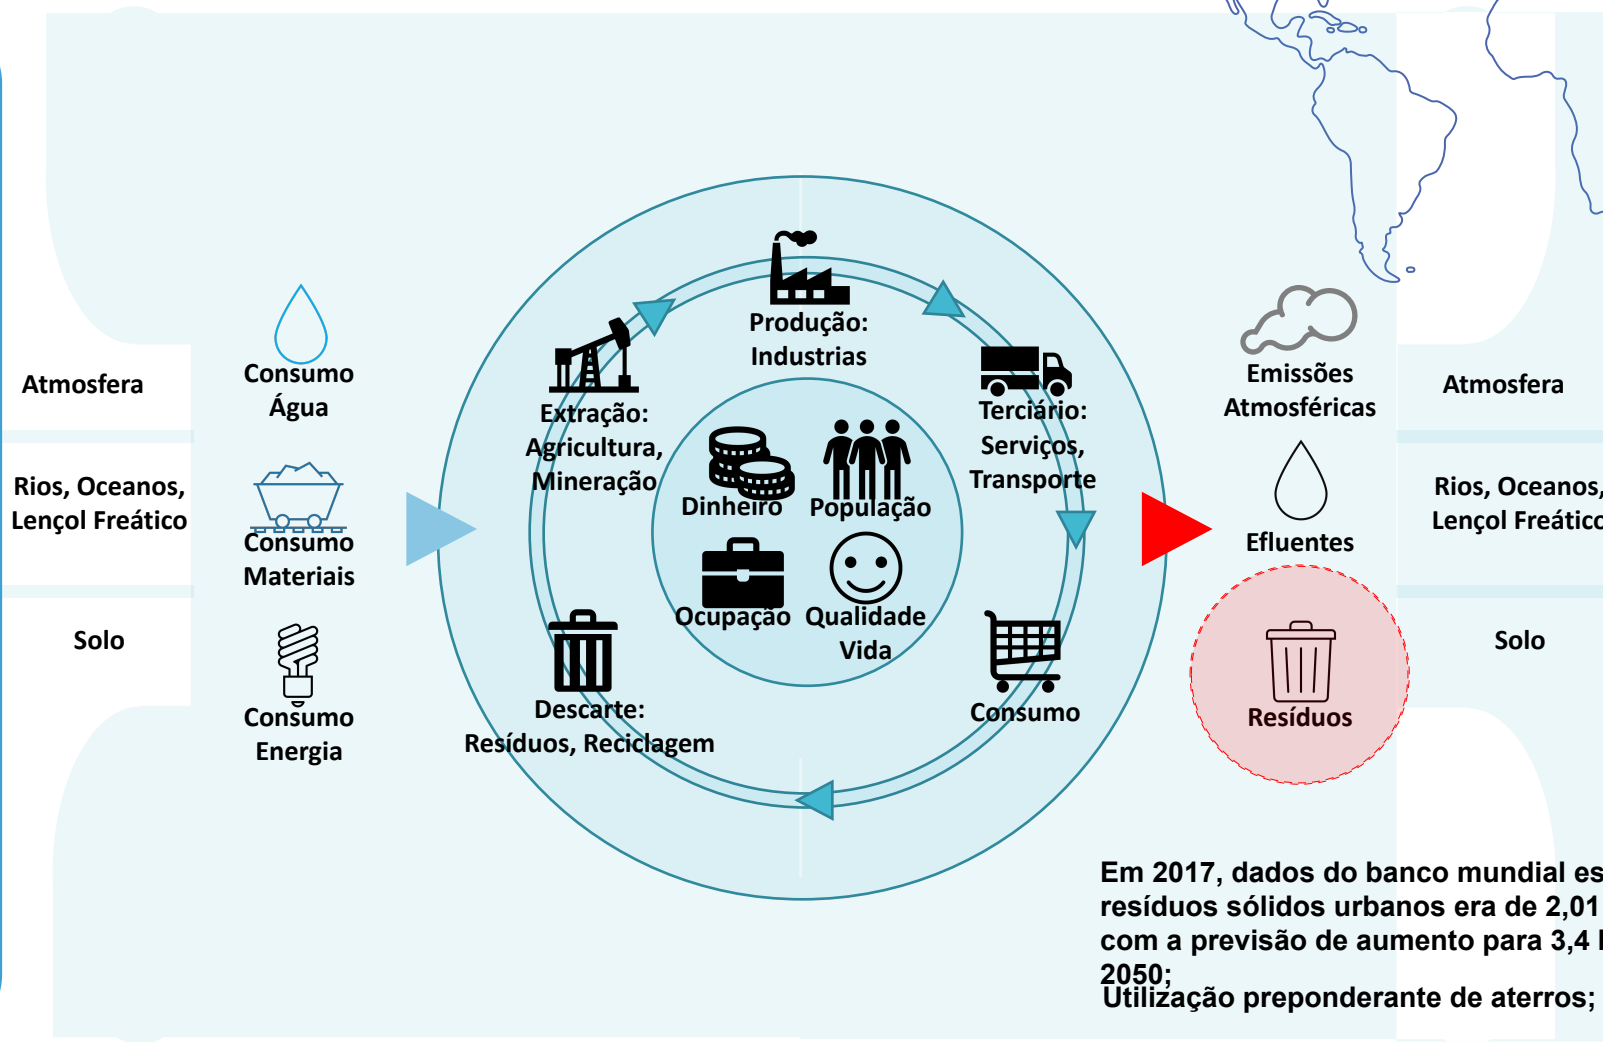 Atmosfera
Rios, Oceanos,
Lençol Freático
Solo
Consumo
Água
Consumo
Materiais
Consumo
Energia
Produção:
Industrias
Extração:
Agricultura,
Mineração
Terciário:
Serviços,
Transporte
Dinheiro
População
Ocupação
Qualidade
Vida
Descarte:
Resíduos, Reciclagem
Consumo
Emissões
Atmosféricas
Efluentes
Resíduos
Atmosfera
Rios, Oceanos,
Lençol Freático
Solo
Em 2017, dados do banco mundial es
resíduos sólidos urbanos era de 2,01
com a previsão de aumento para 3,4
2050;
Utilização preponderante de aterros;